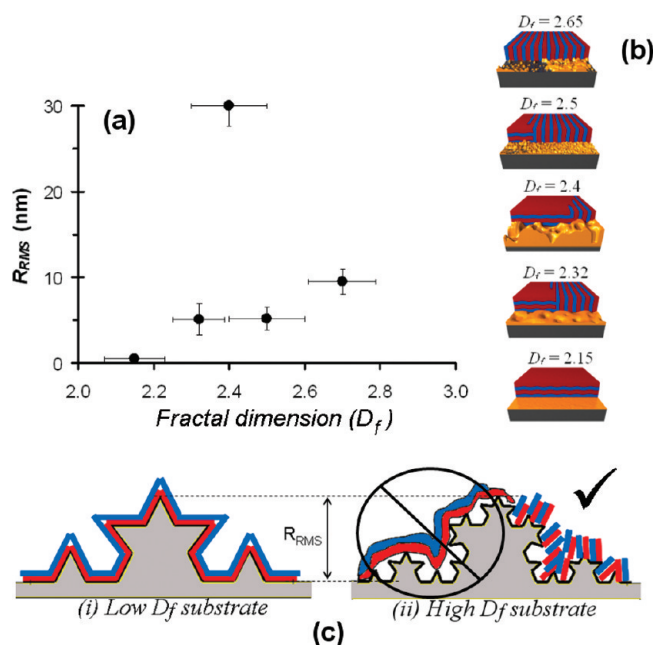 (a)
R_RMS (nm)
30
20
10
0
2.0
2.2
2.4
2.6
2.8
3.0
Fractal dimension (D_f)
(b)
D_f = 2.65
D_f = 2.5
D_f = 2.4
D_f = 2.32
D_f = 2.15
R_RMS
(i) Low D_f substrate
(ii) High D_f substrate
(c)